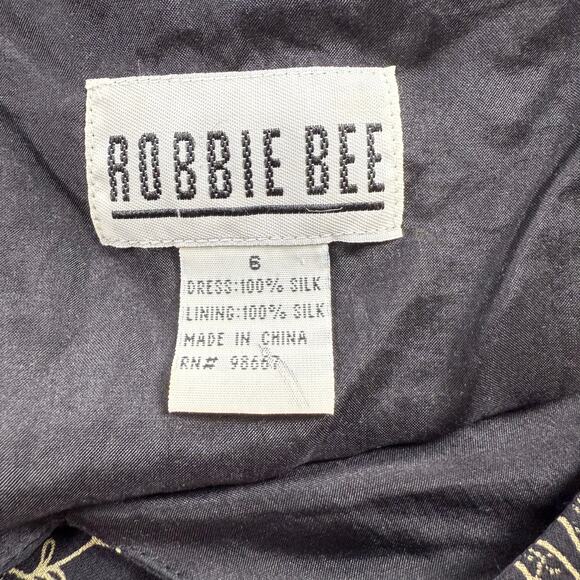 ROBBIE BEE
6
DRESS:100% SILK
LINING:100% SILK
MADE IN CHINA
RN# 98667